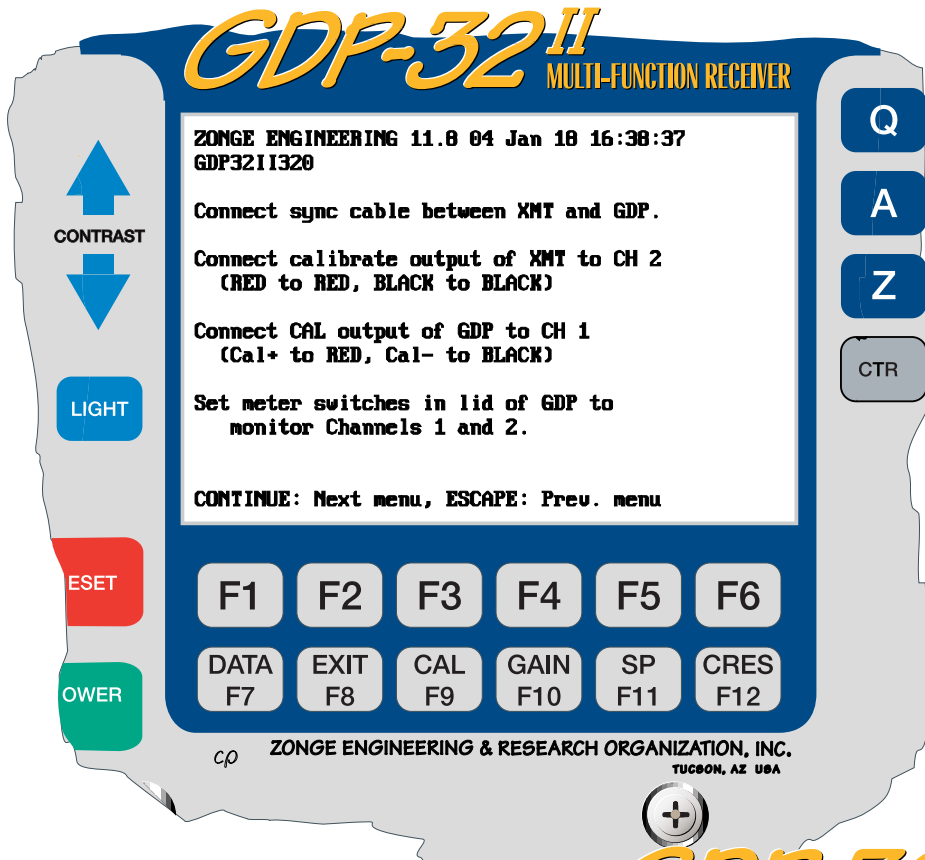 GDP-32 II
MULTI-FUNCTION RECEIVER
ZONGE ENGINEERING 11.8 04 Jan 18 16:38:37
GDP32II320
Connect sync cable between XMT and GDP.
Connect calibrate output of XMT to CH 2
(RED to RED, BLACK to BLACK)
Connect CAL output of GDP to CH 1
(Cal+ to RED, Cal- to BLACK)
Set meter switches in lid of GDP to
monitor Channels 1 and 2.
CONTINUE: Next menu, ESCAPE: Prev. menu
CONTRAST
LIGHT
ESET
OWER
Q
A
Z
CTR
F1 F2 F3 F4 F5 F6
DATA EXIT CAL GAIN SP CRES
F7 F8 F9 F10 F11 F12
cp
ZONGE ENGINEERING & RESEARCH ORGANIZATION, INC.
TUCSON, AZ USA